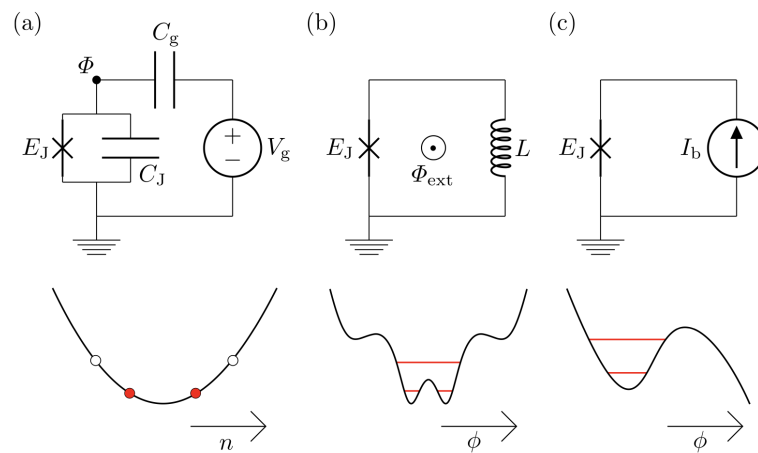 (a)
C_g
Φ
E_J
C_J
+
−
V_g
n
(b)
E_J
Φ_ext
L
ϕ
(c)
E_J
I_b
ϕ